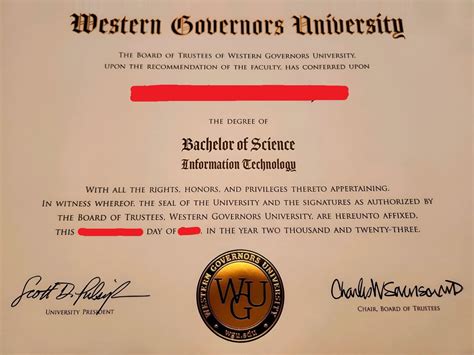 Western Governors University
The Board of Trustees of Western Governors University,
upon the recommendation of the faculty, has conferred upon
the degree of
Bachelor of Science
Information Technology
With all the rights, honors, and privileges thereto appertaining.
In witness whereof, the seal of the University and the signatures as authorized by
the Board of Trustees, Western Governors University, are hereunto affixed,
this day of , in the year two thousand and twenty-three.
WESTERN GOVERNORS UNIVERSITY
WGU
wgu.edu
Scott D.
University President
Chair, Board of Trustees